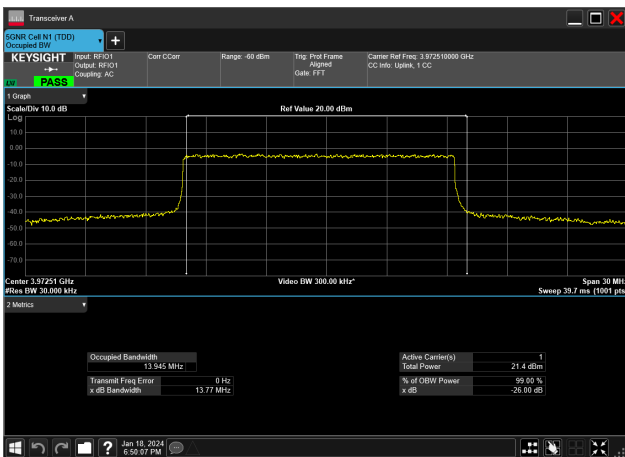 Transceiver A
5GNR Cell N1 (TDD)
Occupied BW
+
KEYSIGHT
LV
PASS
Input: RFIO1
Output: RFIO1
Coupling: AC
Corr CCorr
Range: -60 dBm
Trig: Prot Frame
Aligned
Gate: FFT
Carrier Ref Freq: 3.972510000 GHz
CC Info: Uplink, 1 CC
1 Graph
Scale/Div 10.0 dB
Ref Value 20.00 dBm
Log
10.0
0.00
-10.0
-20.0
-30.0
-40.0
-50.0
-60.0
-70.0
Center 3.97251 GHz
Video BW 300.00 kHz*
Span 30 MHz
#Res BW 30.000 kHz
Sweep 39.7 ms (1001 pts
2 Metrics
Occupied Bandwidth
13.945 MHz
Active Carrier(s) 1
Total Power 21.4 dBm
Transmit Freq Error 0 Hz
x dB Bandwidth 13.77 MHz
% of OBW Power 99.00 %
x dB -26.00 dB
?
Jan 18, 2024
6:50:07 PM